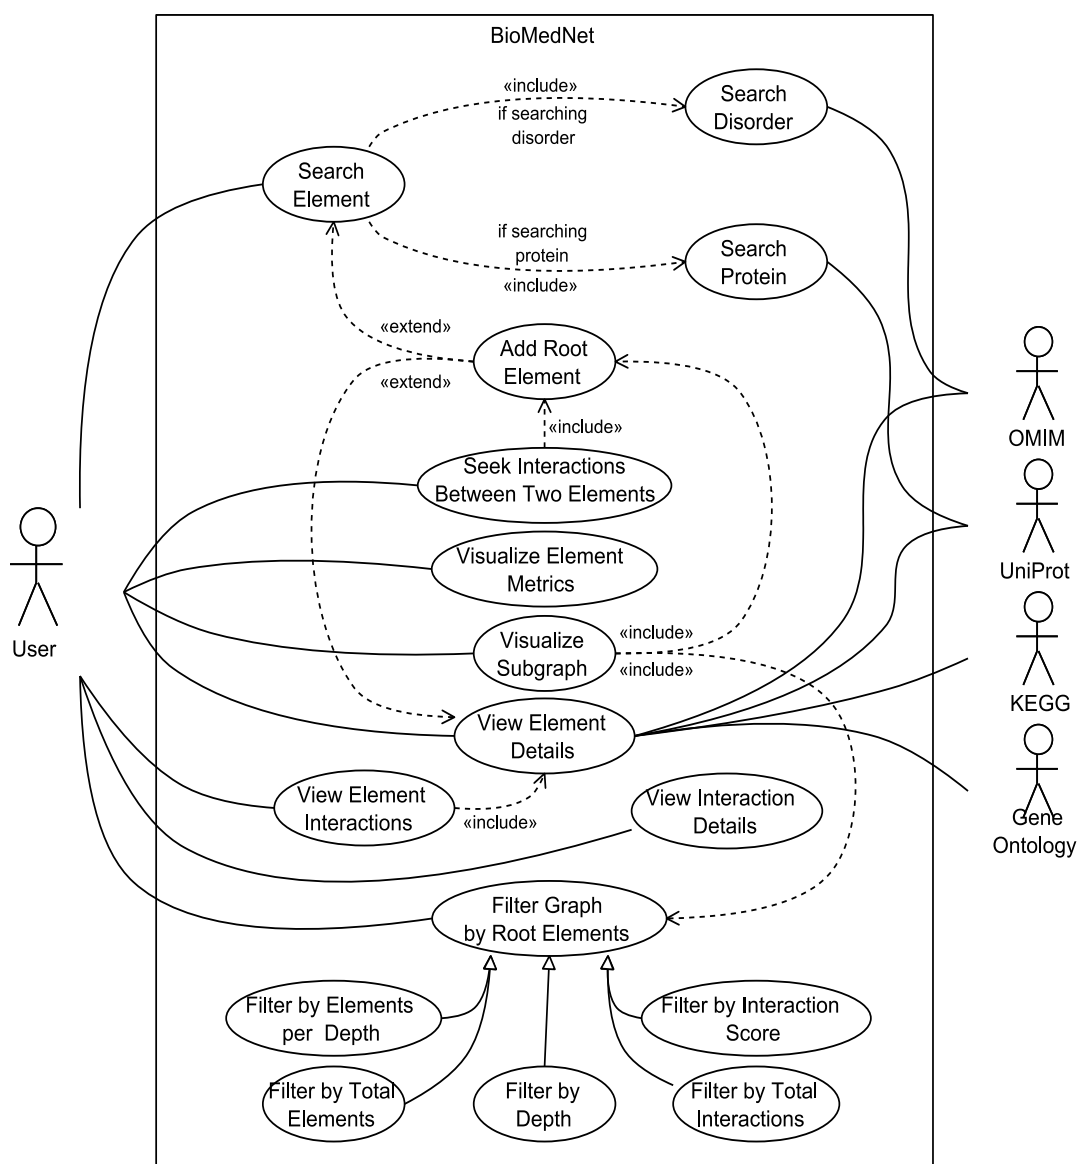 BioMedNet
«include»
if searching
disorder
Search
Disorder
Search
Element
if searching
protein
«include»
Search
Protein
«extend»
«extend»
Add Root
Element
«include»
OMIM
Seek Interactions
Between Two Elements
Visualize Element
Metrics
UniProt
User
Visualize
Subgraph
«include»
«include»
KEGG
View Element
Details
View Element
Interactions
«include»
View Interaction
Details
Gene
Ontology
Filter Graph
by Root Elements
Filter by Elements
per Depth
Filter by Interaction
Score
Filter by Total
Elements
Filter by
Depth
Filter by Total
Interactions